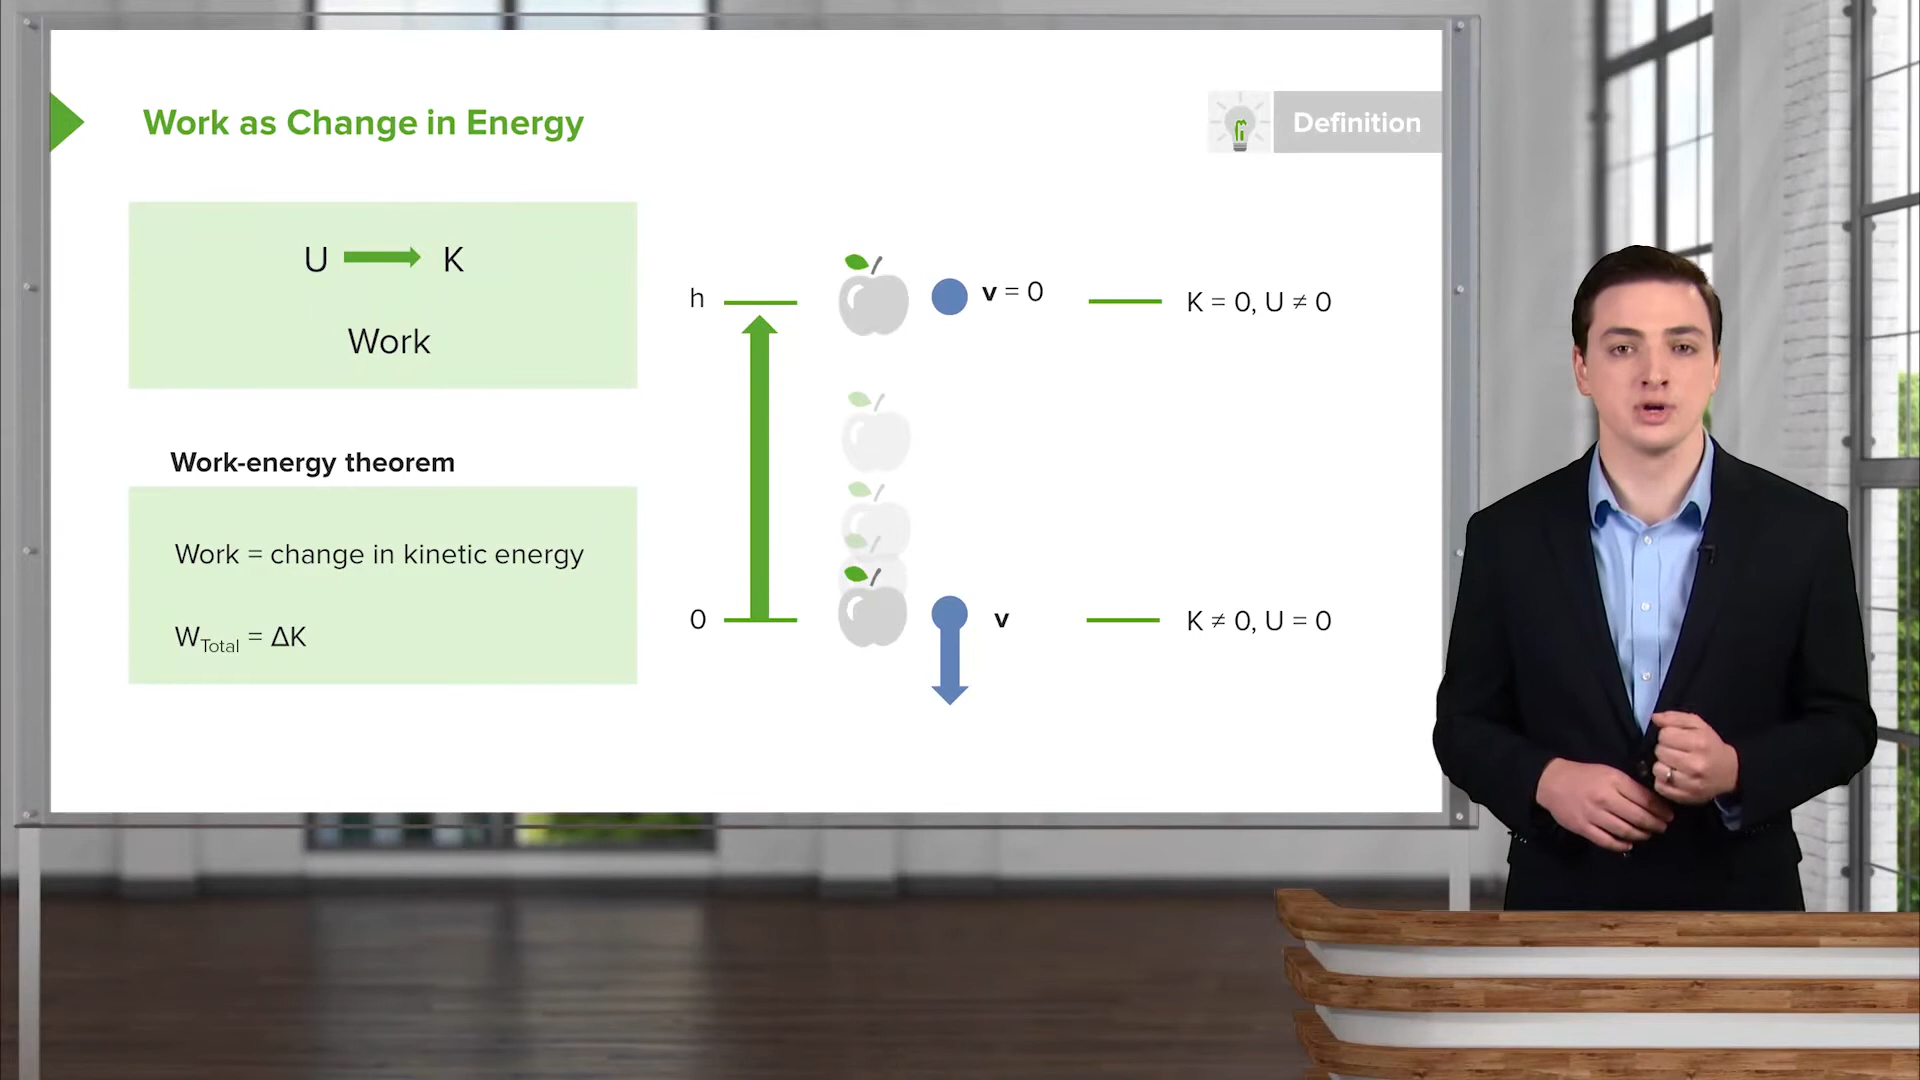 Work as Change in Energy
Definition
U K
Work
Work-energy theorem
Work = change in kinetic energy
W_Total = ΔK
h
v = 0
K = 0, U ≠ 0
0
v
K ≠ 0, U = 0